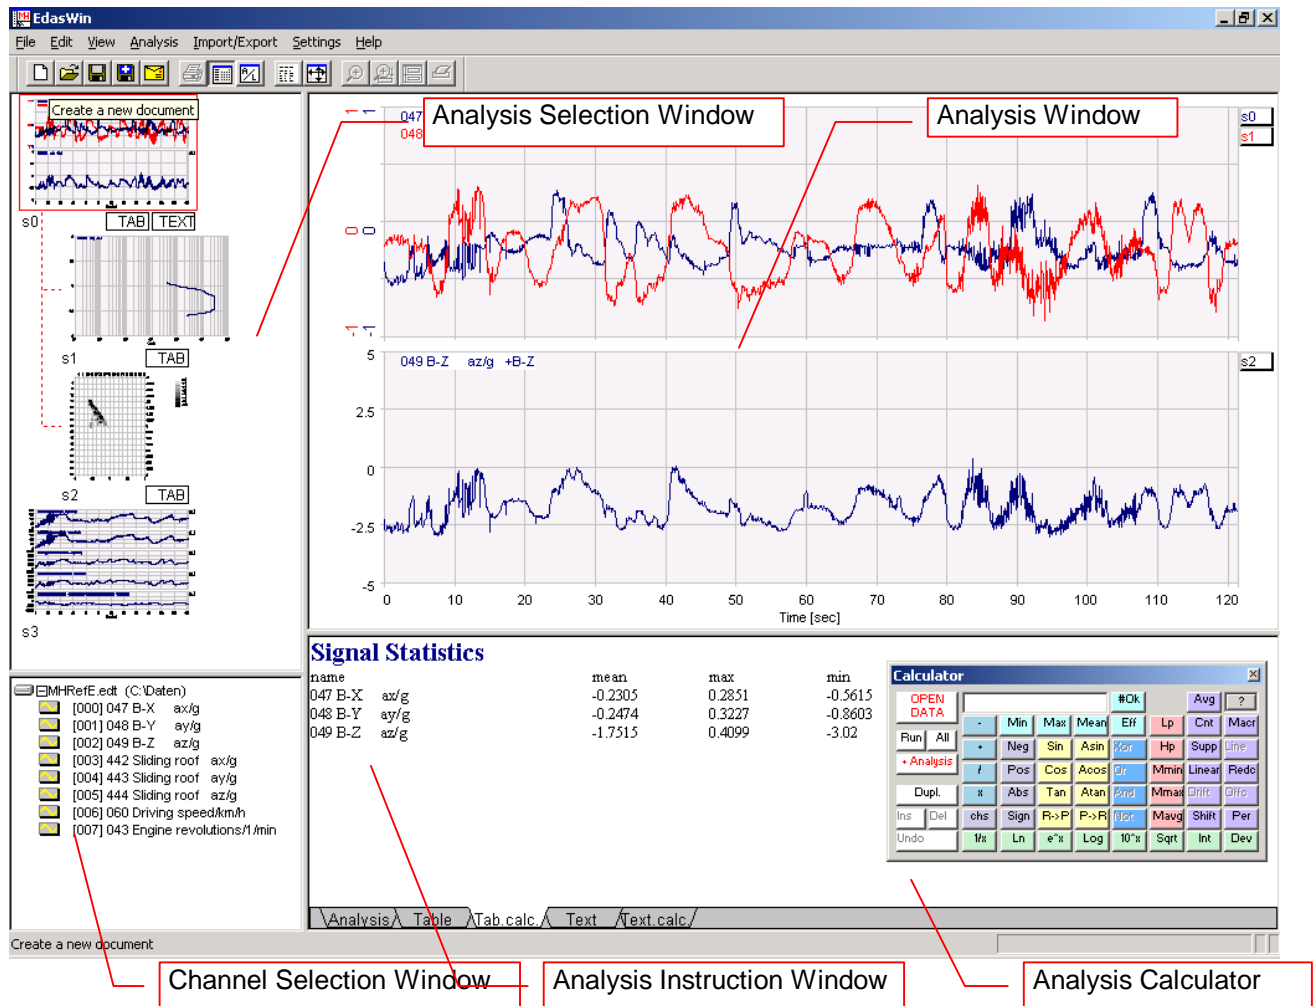 EdasWin
File Edit View Analysis Import/Export Settings Help
Create a new document
s0 TAB TEXT
s1 TAB
s2 TAB
s3
Analysis Selection Window
Analysis Window
1 1
0 0
-1 -1
047
048
s0
s1
5
2.5
0
-2.5
-5
049 B-Z az/g +B-Z
s2
0 10 20 30 40 50 60 70 80 90 100 110 120
Time [sec]
MHRefE.edt (C:\Daten)
[000] 047 B-X ax/g
[001] 048 B-Y ay/g
[002] 049 B-Z az/g
[003] 442 Sliding roof ax/g
[004] 443 Sliding roof ay/g
[005] 444 Sliding roof az/g
[006] 060 Driving speed/km/h
[007] 043 Engine revolutions/1/min
Signal Statistics
name mean max min
047 B-X ax/g -0.2305 0.2851 -0.5615
048 B-Y ay/g -0.2474 0.3227 -0.8603
049 B-Z az/g -1.7515 0.4099 -3.02
Calculator
OPEN DATA #Ok Avg ?
- Min Max Mean Eff Lp Cnt Macr
Run All + Neg Sin Asin Xor Hp Supp Line
+ Analysis / Pos Cos Acos Or Mmin Linear Redc
Dupl. x Abs Tan Atan And Mmax Drift Offc
Ins Del chs Sign R->P P->R Not Mavg Shift Per
Undo 1/x Ln e^x Log 10^x Sqrt Int Dev
Analysis Table Tab.calc. Text Text.calc.
Create a new document
Channel Selection Window
Analysis Instruction Window
Analysis Calculator